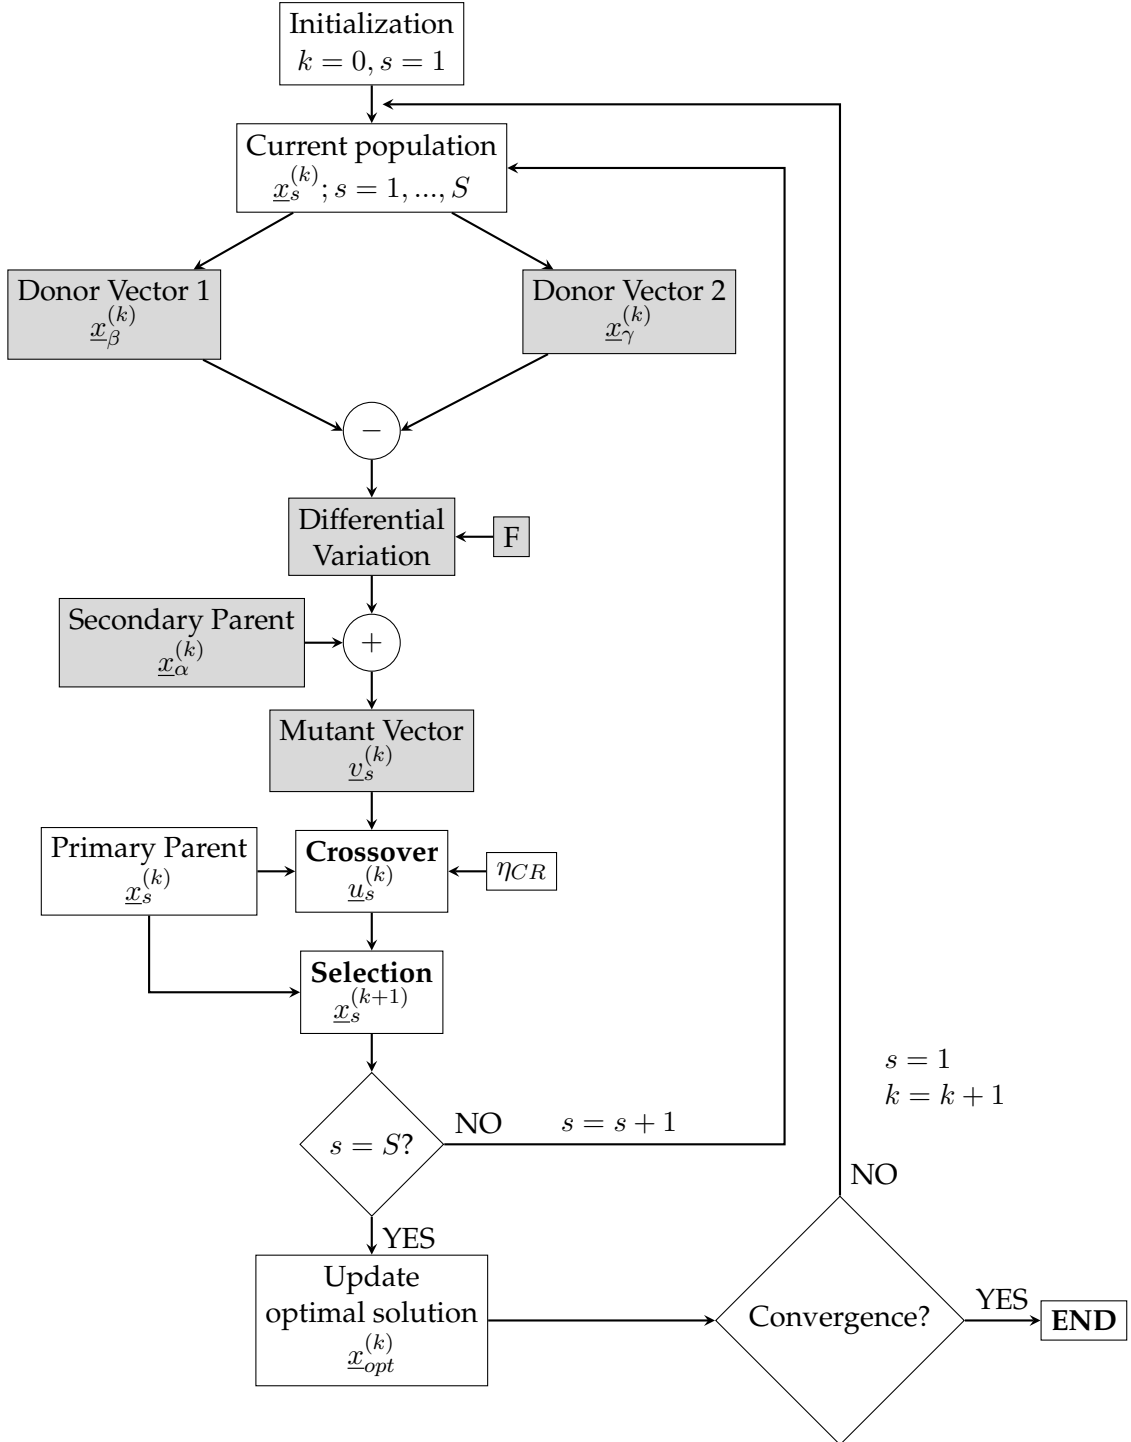 Initialization
k = 0, s = 1
Current population
x_s^(k); s = 1, ..., S
Donor Vector 1
x_β^(k)
Donor Vector 2
x_γ^(k)
−
Differential
Variation
F
Secondary Parent
x_α^(k)
+
Mutant Vector
v_s^(k)
Primary Parent
x_s^(k)
Crossover
u_s^(k)
η_CR
Selection
x_s^(k+1)
s = 1
k = k + 1
s = S?
NO
s = s + 1
NO
YES
Update
optimal solution
x_opt^(k)
Convergence?
YES
END